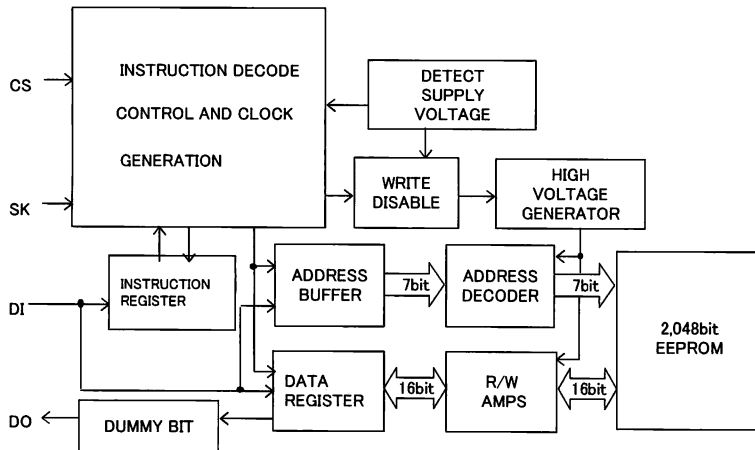 CS
SK
DI
DO
INSTRUCTION DECODE
CONTROL AND CLOCK
GENERATION
DETECT
SUPPLY
VOLTAGE
WRITE
DISABLE
HIGH
VOLTAGE
GENERATOR
INSTRUCTION
REGISTER
ADDRESS
BUFFER
7bit
ADDRESS
DECODER
7bit
2,048bit
EEPROM
DATA
REGISTER
16bit
R/W
AMPS
16bit
DUMMY BIT